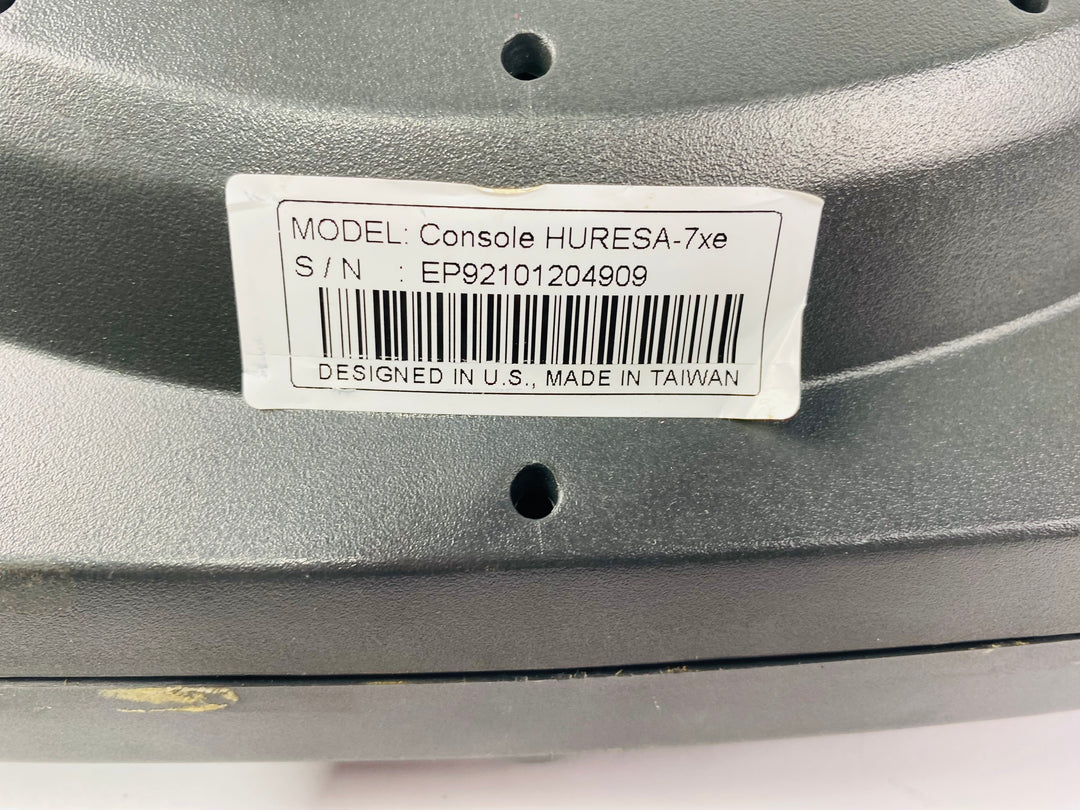 MODEL: Console HURESA-7xe
S / N : EP92101204909
DESIGNED IN U.S., MADE IN TAIWAN